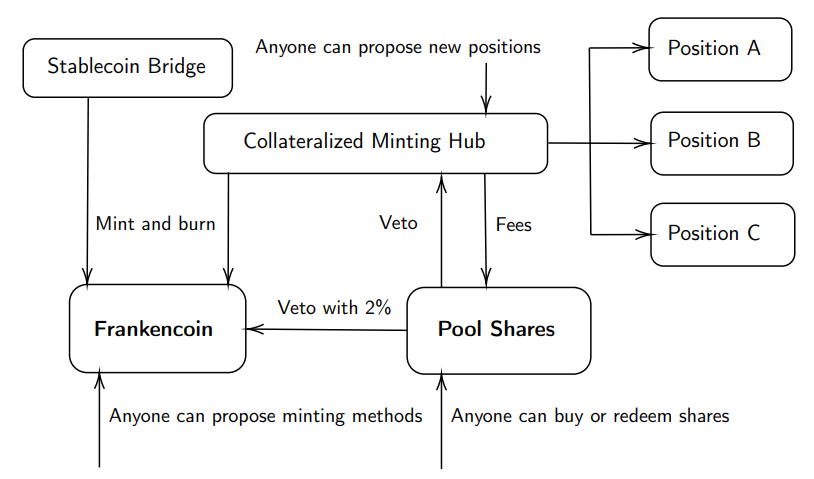 Anyone can propose new positions
Position A
Stablecoin Bridge
Collateralized Minting Hub
Position B
Mint and burn
Veto
Fees
Position C
Veto with 2%
Frankencoin
Pool Shares
Anyone can propose minting methods
Anyone can buy or redeem shares